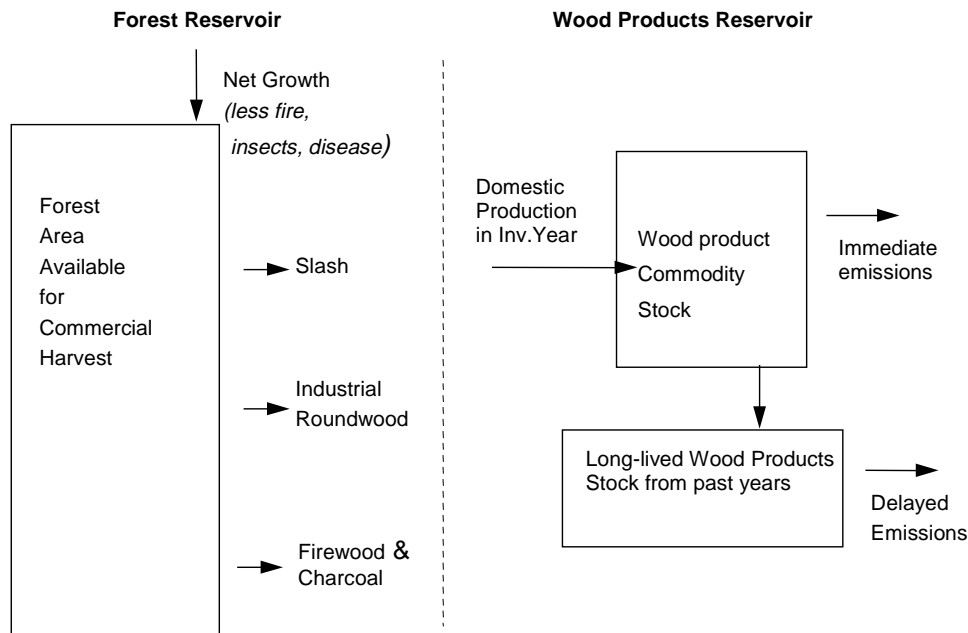 Forest Reservoir
Net Growth
(less fire,
insects, disease)
Forest
Area
Available
for
Commercial
Harvest
Slash
Industrial
Roundwood
Firewood &
Charcoal
Wood Products Reservoir
Domestic
Production
in Inv.Year
Wood product
Commodity
Stock
Immediate
emissions
Long-lived Wood Products
Stock from past years
Delayed
Emissions